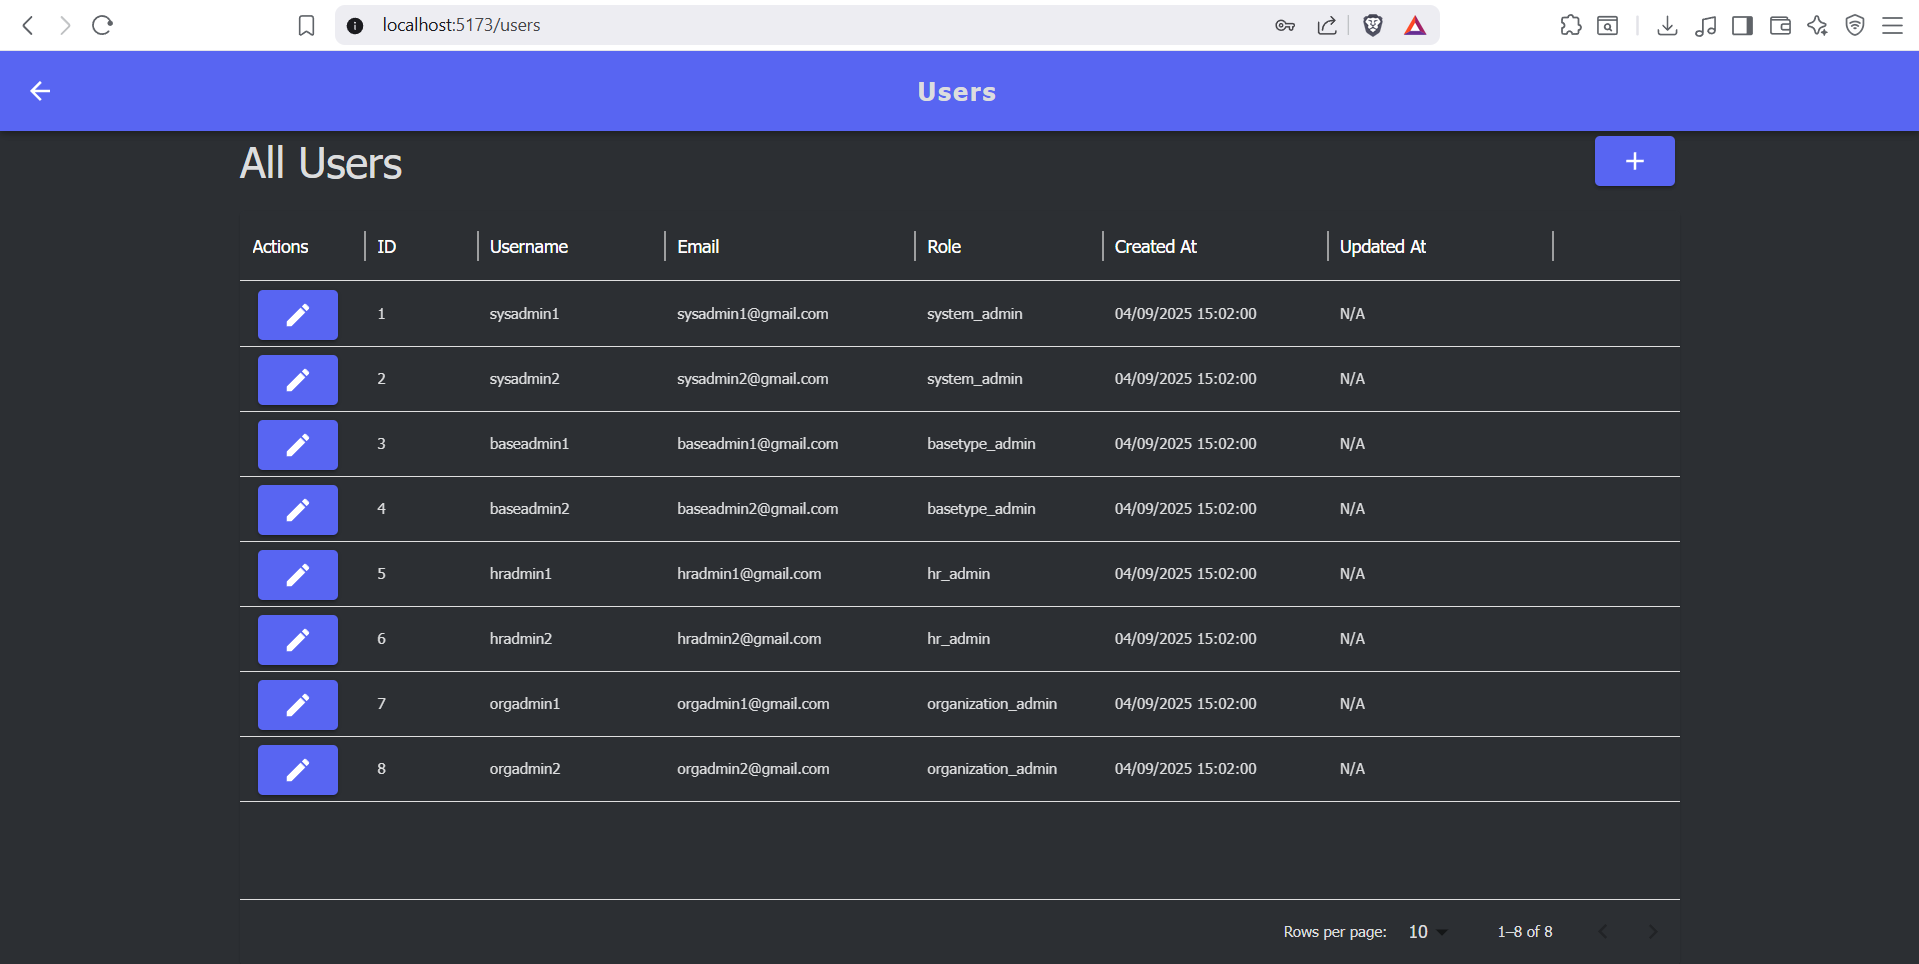 localhost:5173/users
Users
All Users
Actions ID Username Email Role Created At Updated At
1 sysadmin1 sysadmin1@gmail.com system_admin 04/09/2025 15:02:00 N/A
2 sysadmin2 sysadmin2@gmail.com system_admin 04/09/2025 15:02:00 N/A
3 baseadmin1 baseadmin1@gmail.com basetype_admin 04/09/2025 15:02:00 N/A
4 baseadmin2 baseadmin2@gmail.com basetype_admin 04/09/2025 15:02:00 N/A
5 hradmin1 hradmin1@gmail.com hr_admin 04/09/2025 15:02:00 N/A
6 hradmin2 hradmin2@gmail.com hr_admin 04/09/2025 15:02:00 N/A
7 orgadmin1 orgadmin1@gmail.com organization_admin 04/09/2025 15:02:00 N/A
8 orgadmin2 orgadmin2@gmail.com organization_admin 04/09/2025 15:02:00 N/A
Rows per page: 10 1–8 of 8